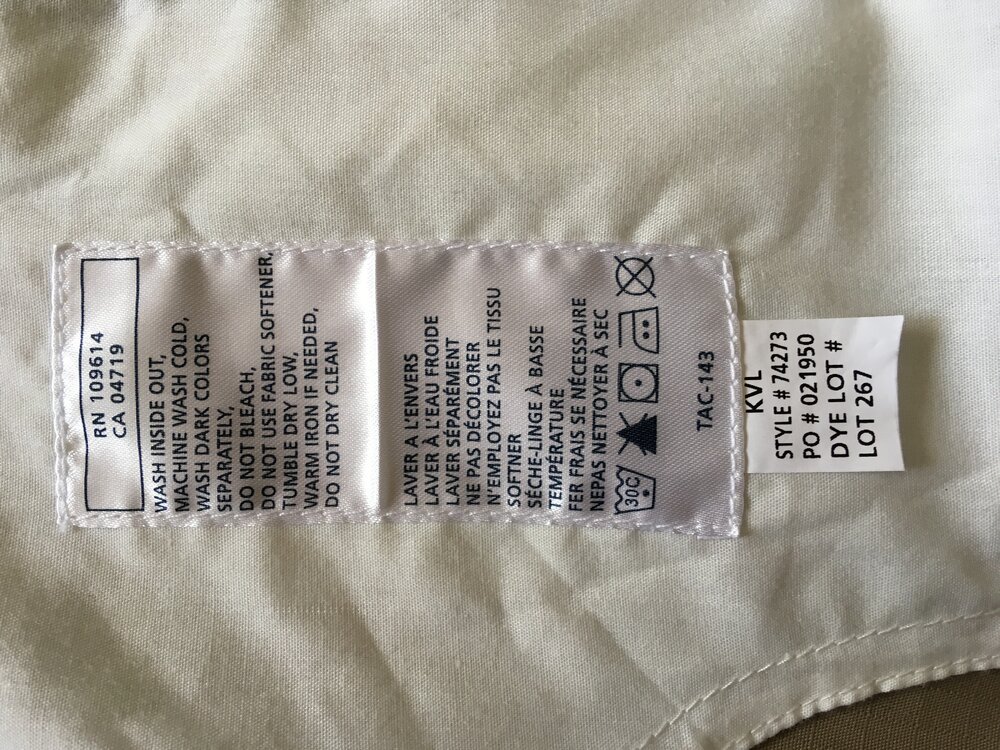 RN 109614
CA 04719
WASH INSIDE OUT,
MACHINE WASH COLD,
WASH DARK COLORS
SEPARATELY,
DO NOT BLEACH,
DO NOT USE FABRIC SOFTENER,
TUMBLE DRY LOW,
WARM IRON IF NEEDED,
DO NOT DRY CLEAN
LAVER A L'ENVERS
LAVER À L'EAU FROIDE
LAVER SÉPARÉMENT
NE PAS DÉCOLORER
N'EMPLOYEZ PAS LE TISSU
SOFTNER
SÉCHE-LINGE À BASSE
TEMPERATURE
FER FRAIS SE NÉCESSAIRE
NEPAS NETTOYER À SEC
30C
TAC-143
KVL
STYLE # 74273
PO # 021950
DYE LOT #
LOT 267